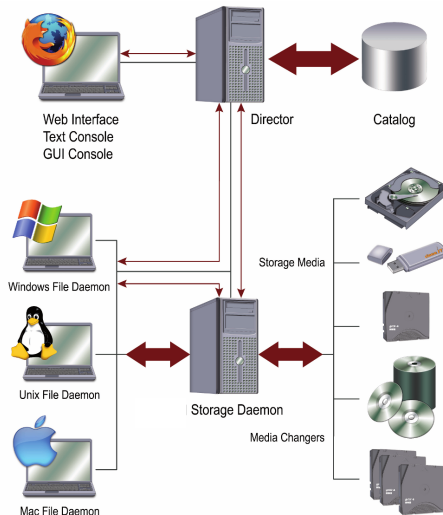 Web Interface
Text Console
GUI Console
Director
Catalog
Windows File Daemon
Storage Media
Unix File Daemon
Storage Daemon
Media Changers
Mac File Daemon